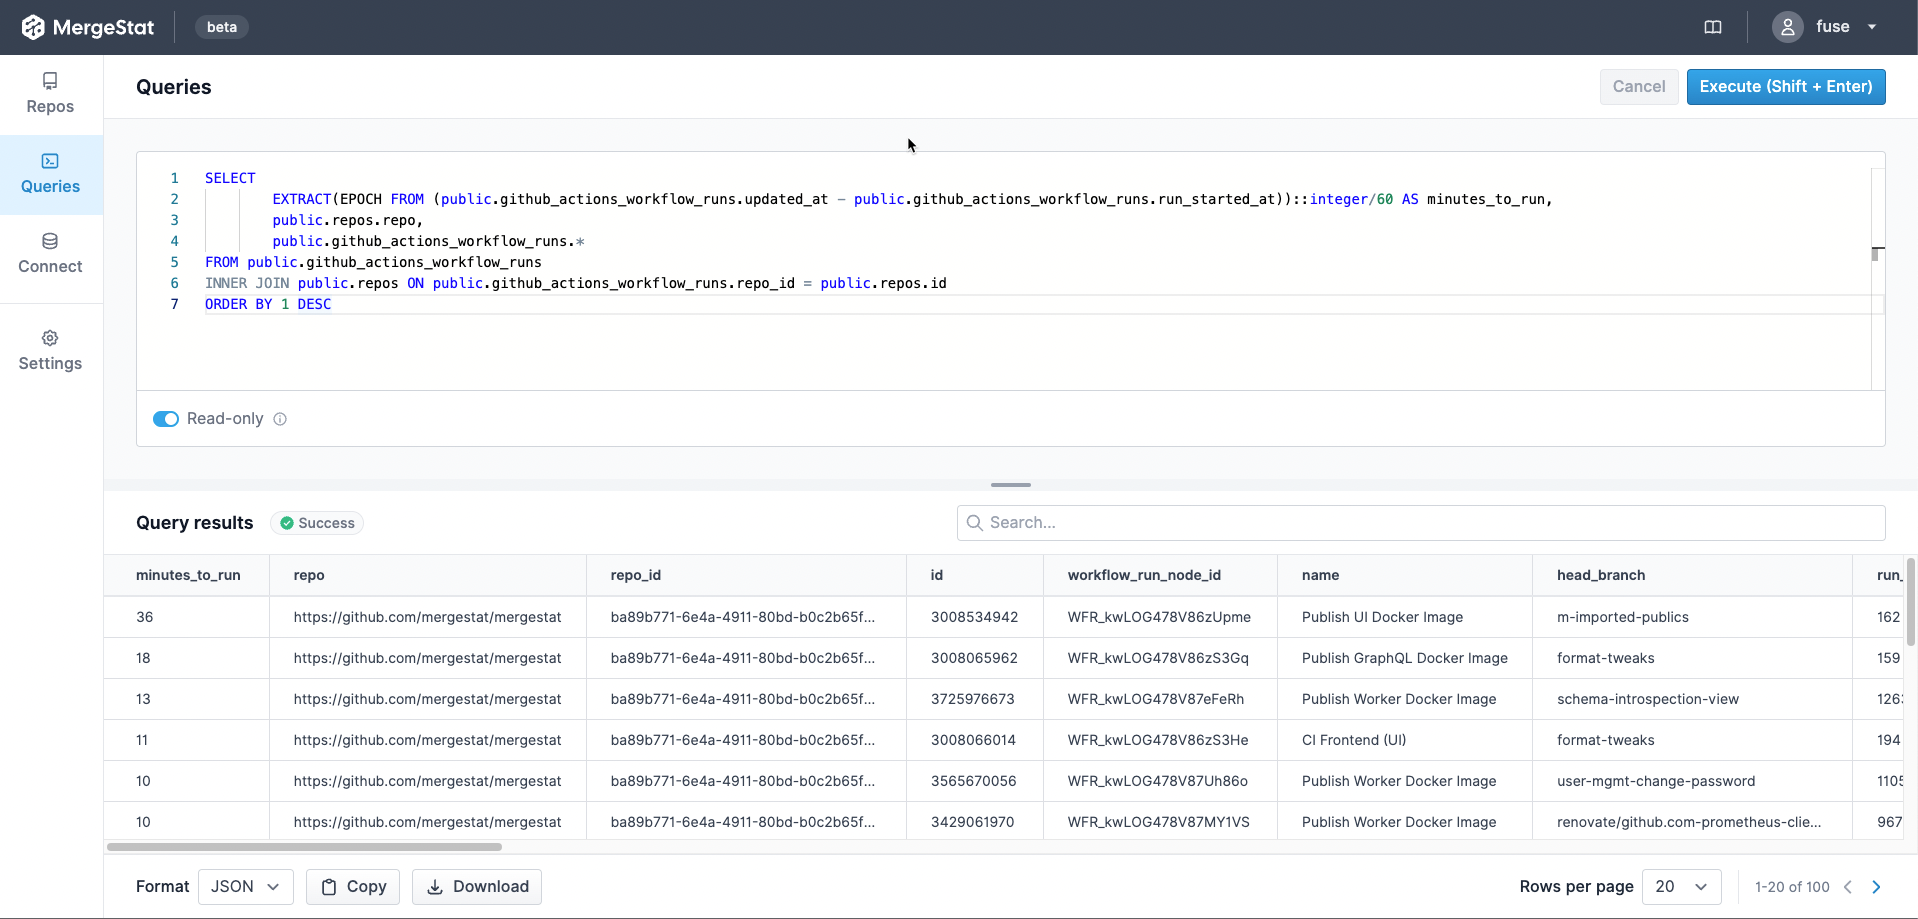 MergeStat
beta
fuse
Repos
Queries
Connect
Settings
Queries
Cancel
Execute (Shift + Enter)
1 SELECT
2 EXTRACT(EPOCH FROM (public.github_actions_workflow_runs.updated_at - public.github_actions_workflow_runs.run_started_at))::integer/60 AS minutes_to_run,
3 public.repos.repo,
4 public.github_actions_workflow_runs.*
5 FROM public.github_actions_workflow_runs
6 INNER JOIN public.repos ON public.github_actions_workflow_runs.repo_id = public.repos.id
7 ORDER BY 1 DESC
Read-only
Query results
Success
Search...
minutes_to_run repo repo_id id workflow_run_node_id name head_branch run_
36 https://github.com/mergestat/mergestat ba89b771-6e4a-4911-80bd-b0c2b65f... 3008534942 WFR_kwLOG478V86zUpme Publish UI Docker Image m-imported-publics 162
18 https://github.com/mergestat/mergestat ba89b771-6e4a-4911-80bd-b0c2b65f... 3008065962 WFR_kwLOG478V86zS3Gq Publish GraphQL Docker Image format-tweaks 159
13 https://github.com/mergestat/mergestat ba89b771-6e4a-4911-80bd-b0c2b65f... 3725976673 WFR_kwLOG478V87eFeRh Publish Worker Docker Image schema-introspection-view 126
11 https://github.com/mergestat/mergestat ba89b771-6e4a-4911-80bd-b0c2b65f... 3008066014 WFR_kwLOG478V86zS3He CI Frontend (UI) format-tweaks 194
10 https://github.com/mergestat/mergestat ba89b771-6e4a-4911-80bd-b0c2b65f... 3565670056 WFR_kwLOG478V87Uh86o Publish Worker Docker Image user-mgmt-change-password 1105
10 https://github.com/mergestat/mergestat ba89b771-6e4a-4911-80bd-b0c2b65f... 3429061970 WFR_kwLOG478V87MY1VS Publish Worker Docker Image renovate/github.com-prometheus-clie... 967
Format JSON Copy Download Rows per page 20 1-20 of 100